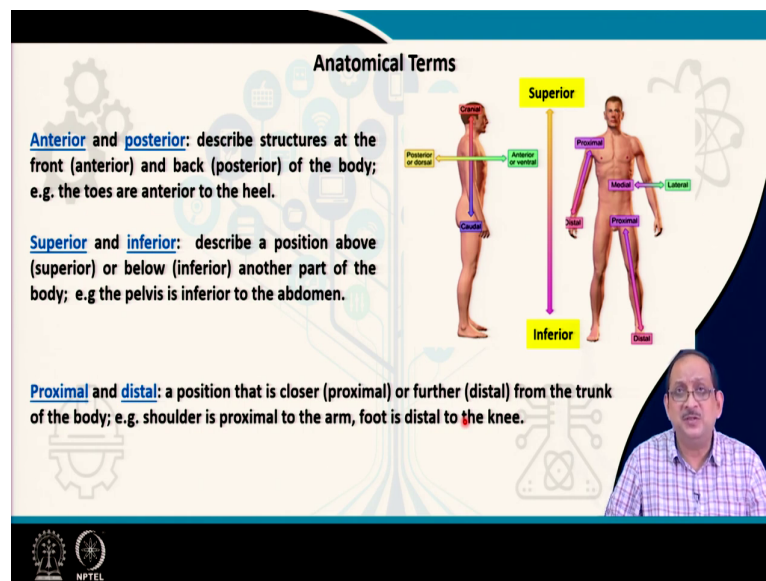 Anatomical Terms
Anterior and posterior: describe structures at the
front (anterior) and back (posterior) of the body;
e.g. the toes are anterior to the heel.
Superior and inferior: describe a position above
(superior) or below (inferior) another part of the
body; e.g the pelvis is inferior to the abdomen.
Proximal and distal: a position that is closer (proximal) or further (distal) from the trunk
of the body; e.g. shoulder is proximal to the arm, foot is distal to the knee.
Cranial
Posterior
or dorsal
Anterior
or ventral
Caudal
Superior
Inferior
Proximal
Medial
Lateral
Distal
Proximal
Distal
NPTEL